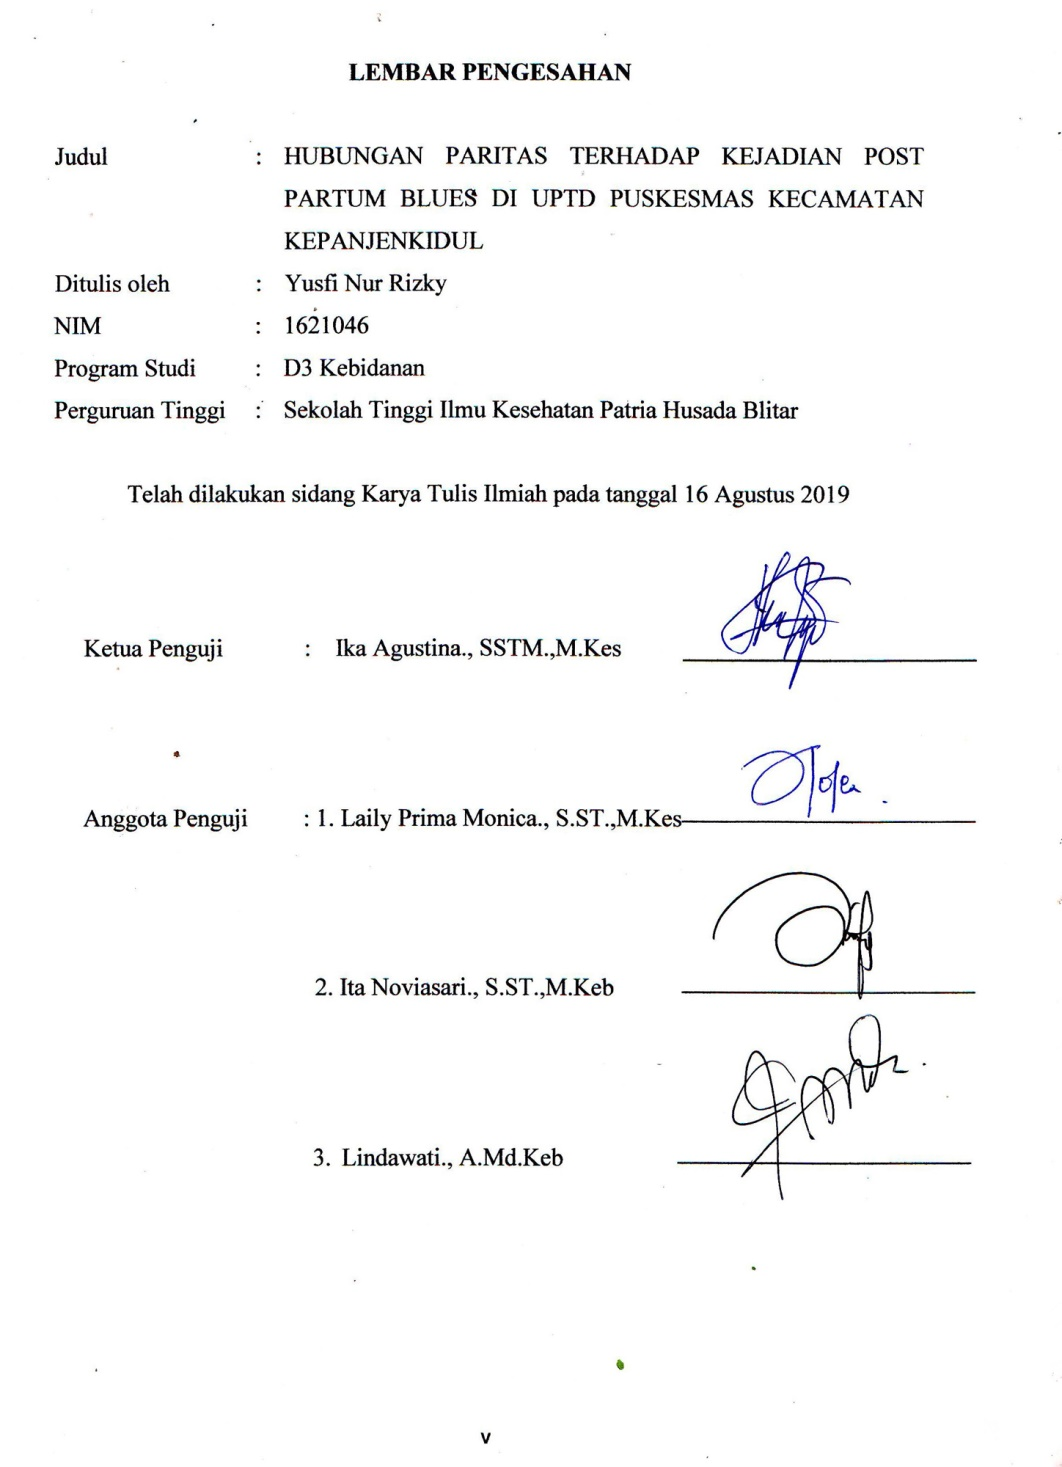 LEMBAR PENGESAHAN
Judul : HUBUNGAN PARITAS TERHADAP KEJADIAN POST
PARTUM BLUES DI UPTD PUSKESMAS KECAMATAN
KEPANJENKIDUL
Ditulis oleh : Yusfi Nur Rizky
NIM : 1621046
Program Studi : D3 Kebidanan
Perguruan Tinggi : Sekolah Tinggi Ilmu Kesehatan Patria Husada Blitar
Telah dilakukan sidang Karya Tulis Ilmiah pada tanggal 16 Agustus 2019
Ketua Penguji : Ika Agustina., SSTM.,M.Kes
Anggota Penguji : 1. Laily Prima Monica., S.ST.,M.Kes
2. Ita Noviasari., S.ST.,M.Keb
3. Lindawati., A.Md.Keb
v